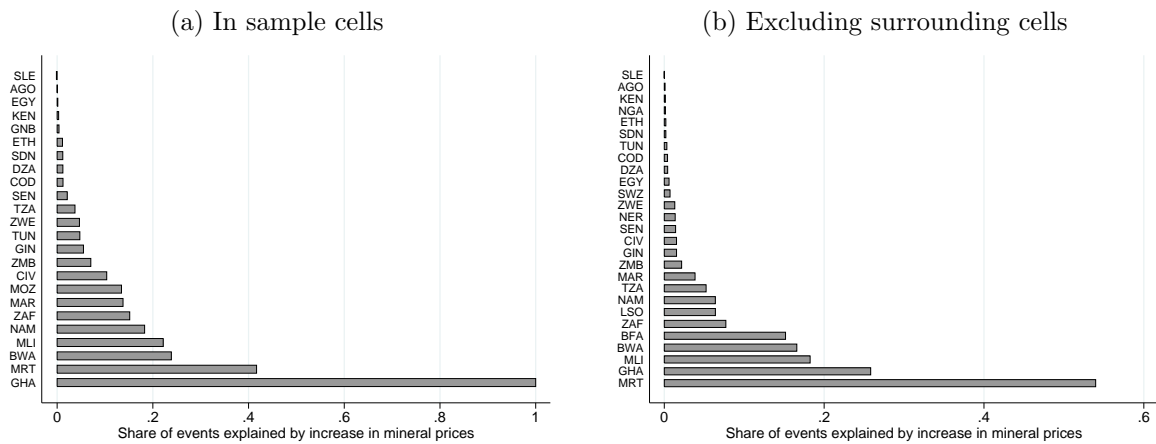 (a) In sample cells
SLE
AGO
EGY
KEN
GNB
ETH
SDN
DZA
COD
SEN
TZA
ZWE
TUN
GIN
ZMB
CIV
MOZ
MAR
ZAF
NAM
MLI
BWA
MRT
GHA
0 .2 .4 .6 .8 1
Share of events explained by increase in mineral prices
(b) Excluding surrounding cells
SLE
AGO
KEN
NGA
ETH
SDN
TUN
COD
DZA
EGY
SWZ
ZWE
NER
SEN
CIV
GIN
ZMB
MAR
TZA
NAM
LSO
ZAF
BFA
BWA
MLI
GHA
MRT
0 .2 .4 .6
Share of events explained by increase in mineral prices